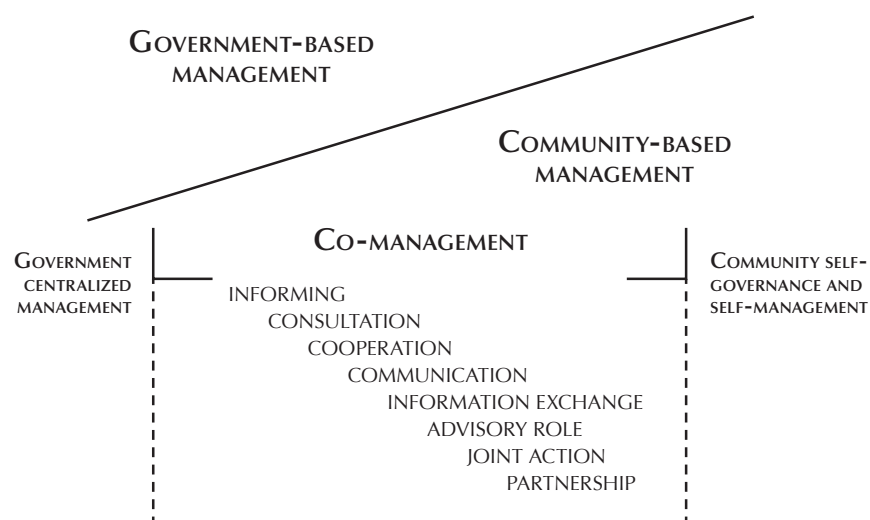 Government-based
management
Community-based
management
Co-management
Government
centralized
management
Community self-
governance and
self-management
INFORMING
CONSULTATION
COOPERATION
COMMUNICATION
INFORMATION EXCHANGE
ADVISORY ROLE
JOINT ACTION
PARTNERSHIP